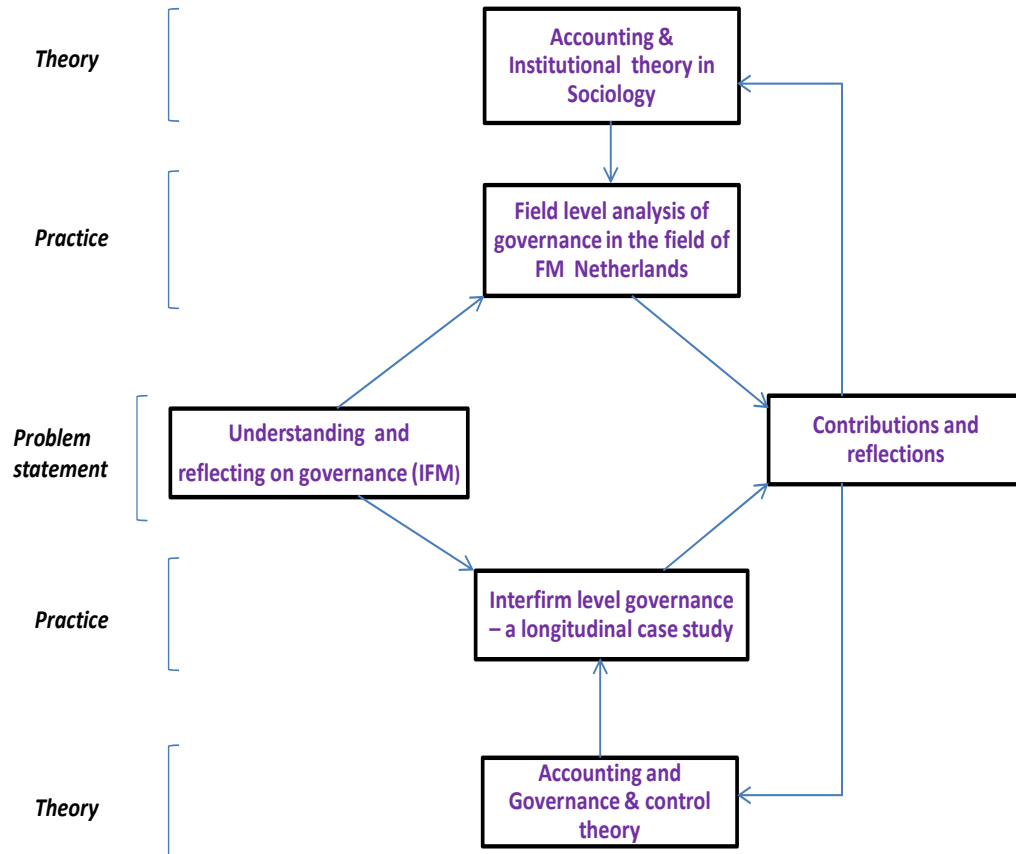 Theory
Accounting &
Institutional theory in
Sociology
Practice
Field level analysis of
governance in the field of
FM Netherlands
Problem
statement
Understanding and
reflecting on governance (IFM)
Contributions and
reflections
Practice
Interfirm level governance
– a longitudinal case study
Theory
Accounting and
Governance & control
theory